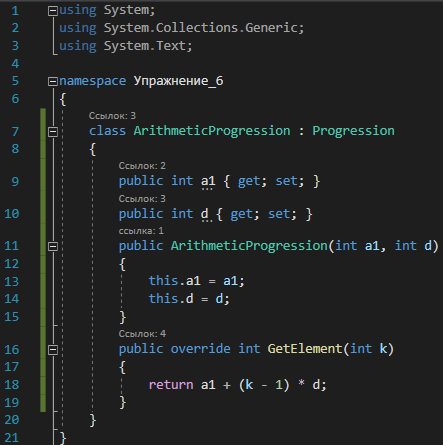 1 using System;
2 using System.Collections.Generic;
3 using System.Text;
4
5 namespace Упражнение_6
6 {
Ссылок: 3
7 class ArithmeticProgression : Progression
8 {
Ссылок: 2
9 public int a1 { get; set; }
Ссылок: 3
10 public int d { get; set; }
ссылка: 1
11 public ArithmeticProgression(int a1, int d)
12 {
13 this.a1 = a1;
14 this.d = d;
15 }
Ссылок: 4
16 public override int GetElement(int k)
17 {
18 return a1 + (k - 1) * d;
19 }
20 }
21 }